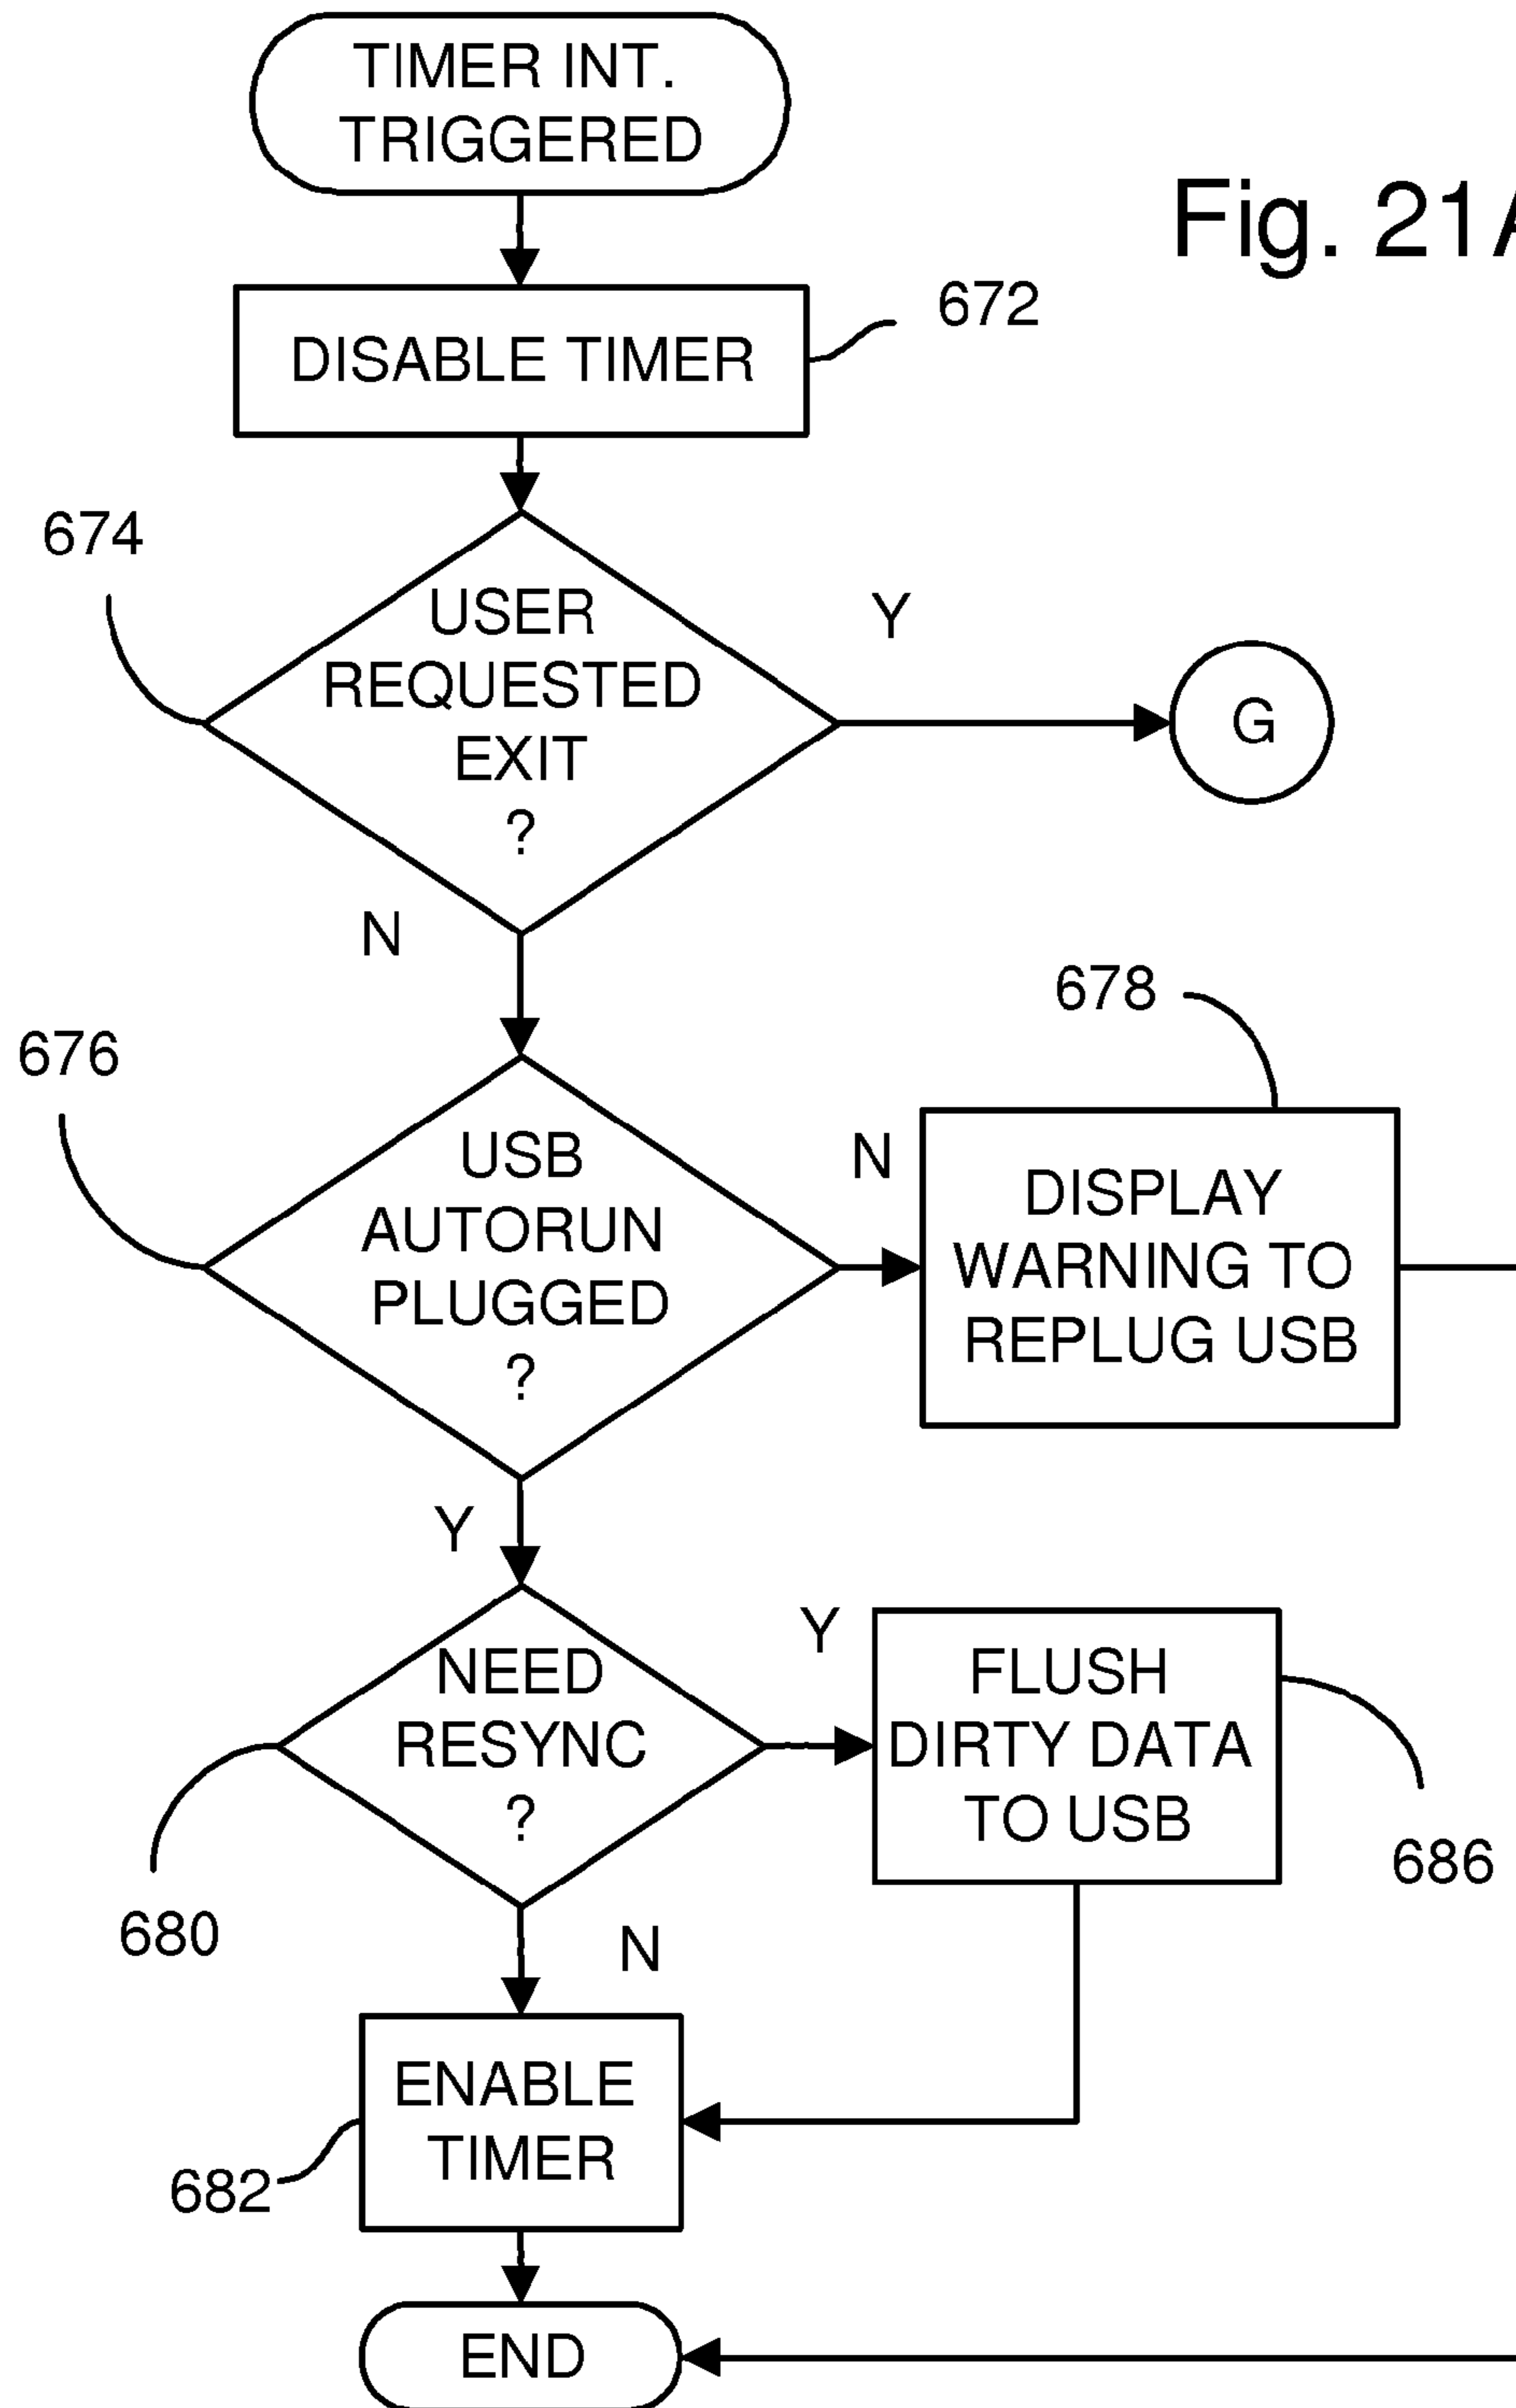 TIMER INT.
TRIGGERED
Fig. 21A
672
DISABLE TIMER
674
USER
REQUESTED
EXIT
?
Y
G
N
678
676
USB
AUTORUN
PLUGGED
?
N
DISPLAY
WARNING TO
REPLUG USB
Y
NEED
RESYNC
?
Y
FLUSH
DIRTY DATA
TO USB
686
680
N
ENABLE
TIMER
682
END